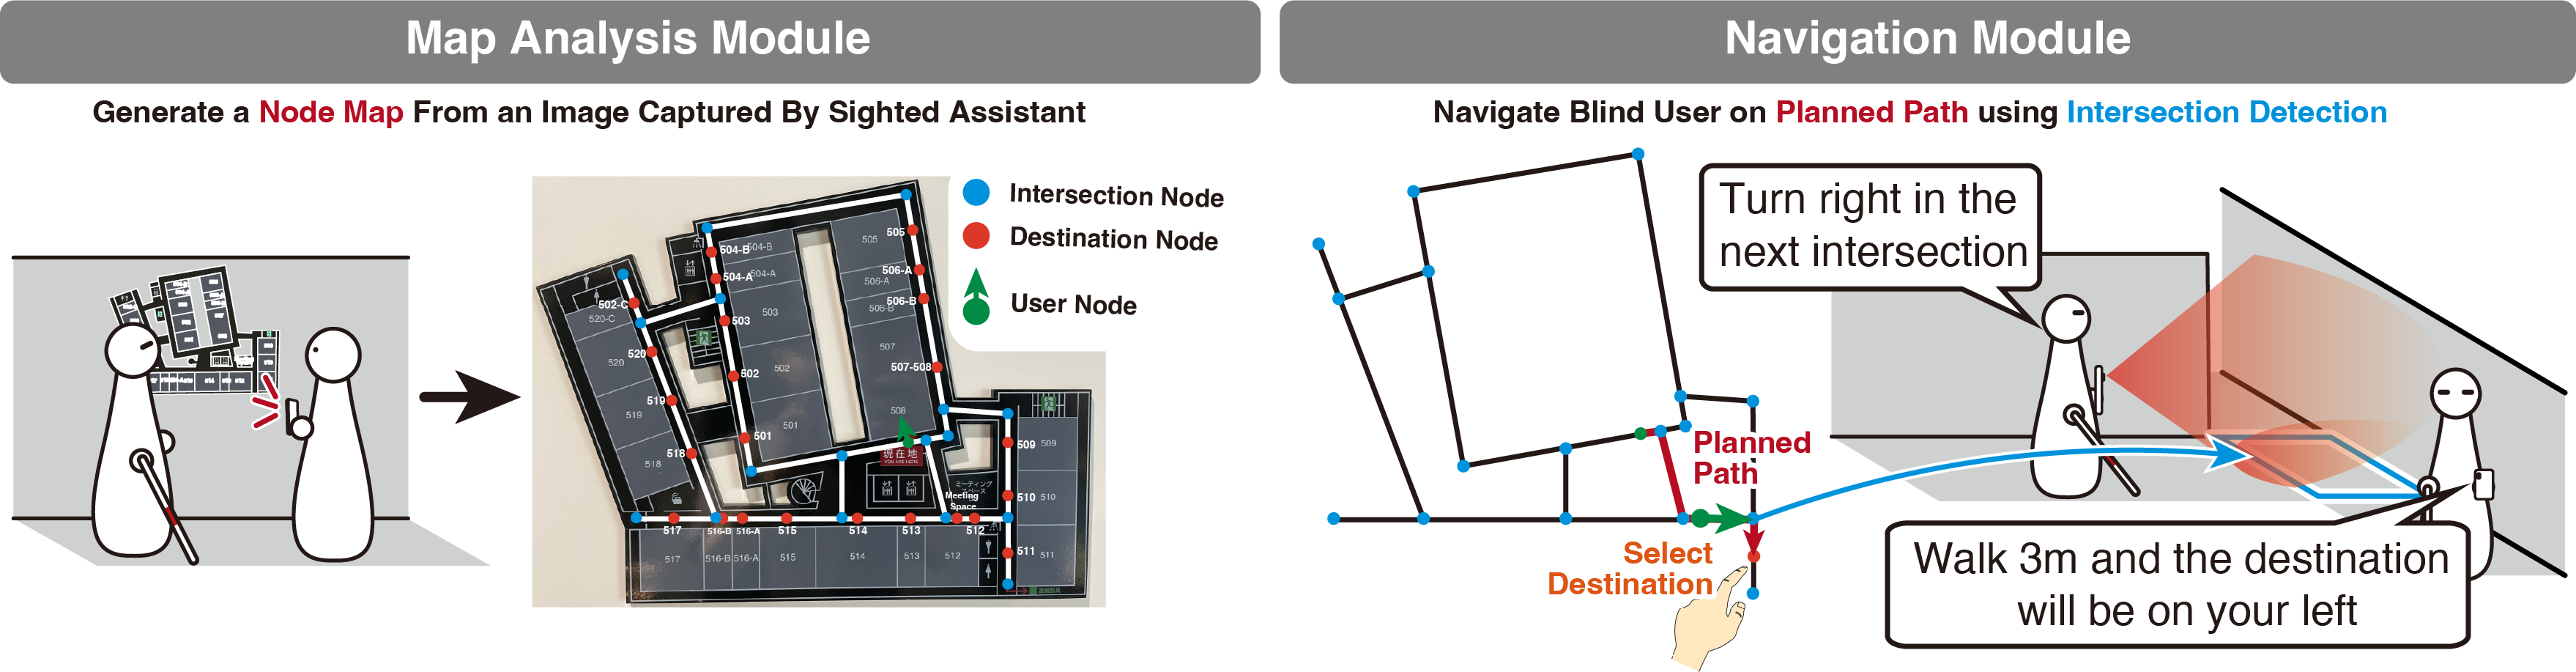 Map Analysis Module
Generate a Node Map From an Image Captured By Sighted Assistant
Intersection Node
Destination Node
User Node
504-B
504-B
504-A
504-A
505
505
506-A
506-A
506-B
506-B
502-C
520-C
503
503
507
507-508
520
520
502
502
519
519
508
501
501
518
518
現在地
YOU ARE HERE
ミーティング
スペース
Meeting
Space
509
509
510
510
517
516-B
516-A
515
514
513
512
511
511
517
516-B
516-A
515
514
513
512
Navigation Module
Navigate Blind User on Planned Path using Intersection Detection
Turn right in the
next intersection
Planned
Path
Select
Destination
Walk 3m and the destination
will be on your left